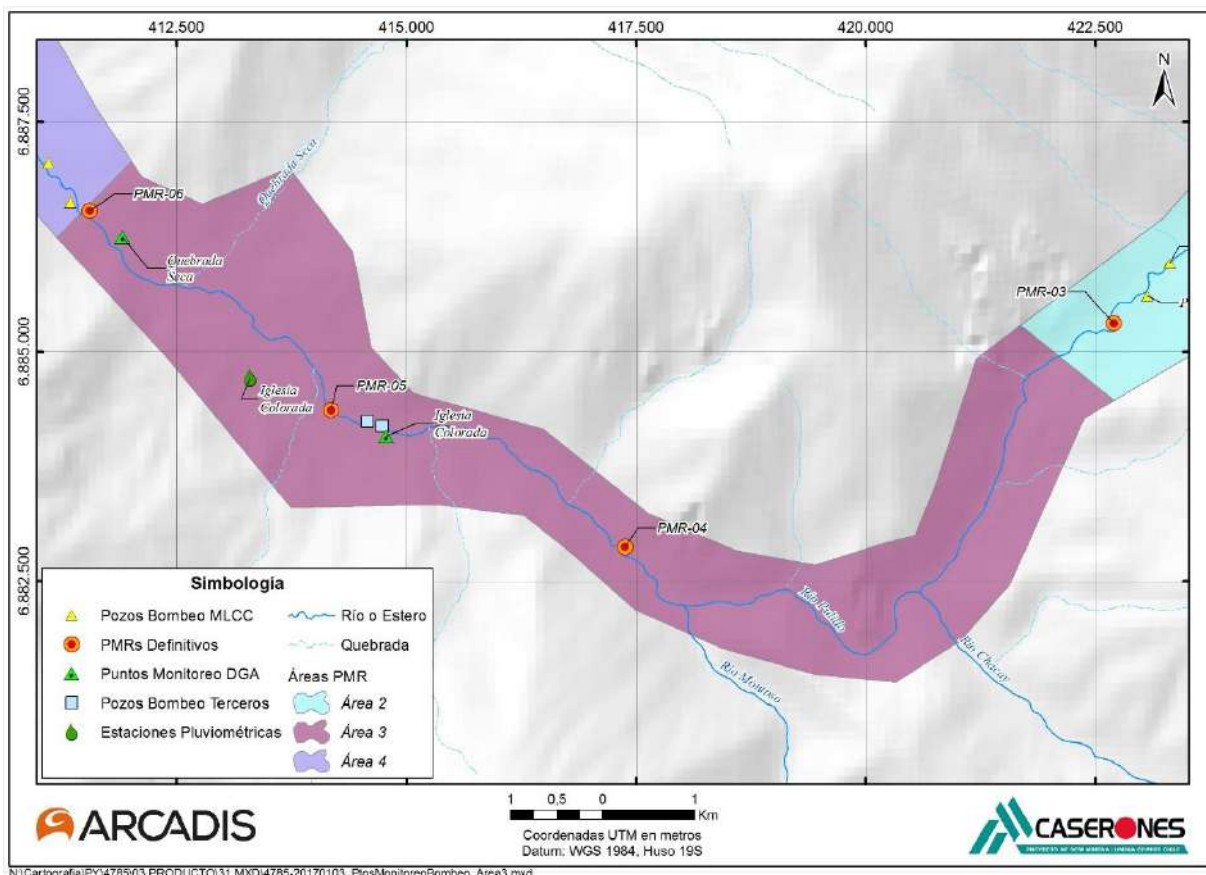 412.500 415.000 417.500 420.000 422.500
N
6.887.500
6.885.000
6.882.500
Quebrada Seca
PMR-06
Quebrada
Seca
PMR-03
Iglesia
Colorada
PMR-05
Iglesia
Colorada
PMR-04
Río Pulido
Río Montoso
Río Chacay
Simbología
Pozos Bombeo MLCC
Río o Estero
PMRs Definitivos
Quebrada
Puntos Monitoreo DGA
Áreas PMR
Pozos Bombeo Terceros
Área 2
Estaciones Pluviométricas
Área 3
Área 4
1 0,5 0 1
Km
Coordenadas UTM en metros
Datum: WGS 1984, Huso 19S
ARCADIS
CASERONES